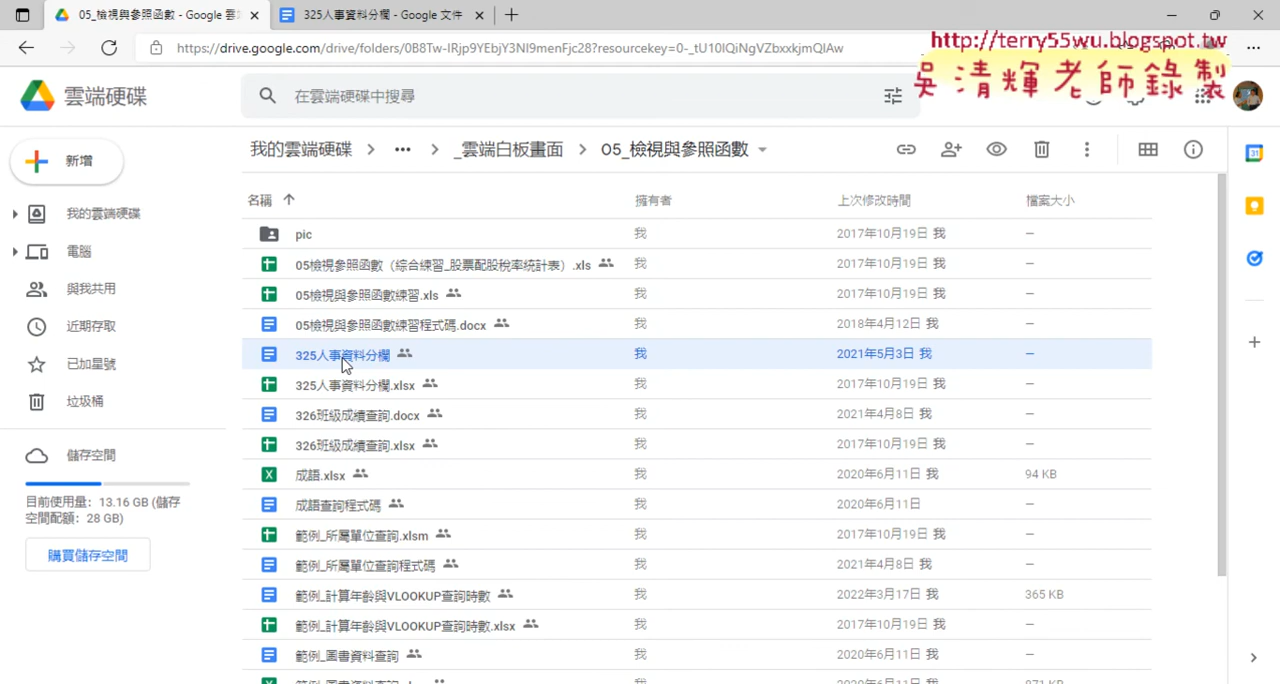 05_檢視與參照函數 - Google 雲
325人事資料分欄 - Google 文件
https://drive.google.com/drive/folders/0B8Tw-IRjp9YEbjY3NI9menFjc28?resourcekey=0-_tU10IQiNgVZbxxkjmQIAw
http://terry55wu.blogspot.tw
吳清輝老師錄製
雲端硬碟
在雲端硬碟中搜尋
新增
我的雲端硬碟
電腦
與我共用
近期存取
已加星號
垃圾桶
儲存空間
目前使用量: 13.16 GB (儲存
空間配額: 28 GB)
購買儲存空間
我的雲端硬碟 ... _雲端白板畫面 05_檢視與參照函數
名稱 擁有者 上次修改時間 檔案大小
pic 我 2017年10月19日 我 –
05檢視參照函數（綜合練習_股票配股稅率統計表）.xls 我 2017年10月19日 我 –
05檢視與參照函數練習.xls 我 2017年10月19日 我 –
05檢視與參照函數練習程式碼.docx 我 2018年4月12日 我 –
325人事資料分欄 我 2021年5月3日 我 –
325人事資料分欄.xlsx 我 2017年10月19日 我 –
326班級成績查詢.docx 我 2021年4月8日 我 –
326班級成績查詢.xlsx 我 2017年10月19日 我 –
成語.xlsx 我 2020年6月11日 我 94 KB
成語查詢程式碼 我 2020年6月11日 –
範例_所屬單位查詢.xlsm 我 2017年10月19日 我 –
範例_所屬單位查詢程式碼 我 2021年4月8日 我 –
範例_計算年齡與VLOOKUP查詢時數 我 2022年3月17日 我 365 KB
範例_計算年齡與VLOOKUP查詢時數.xlsx 我 2017年10月19日 我 –
範例_圖書資料查詢 我 2020年6月11日 我 –